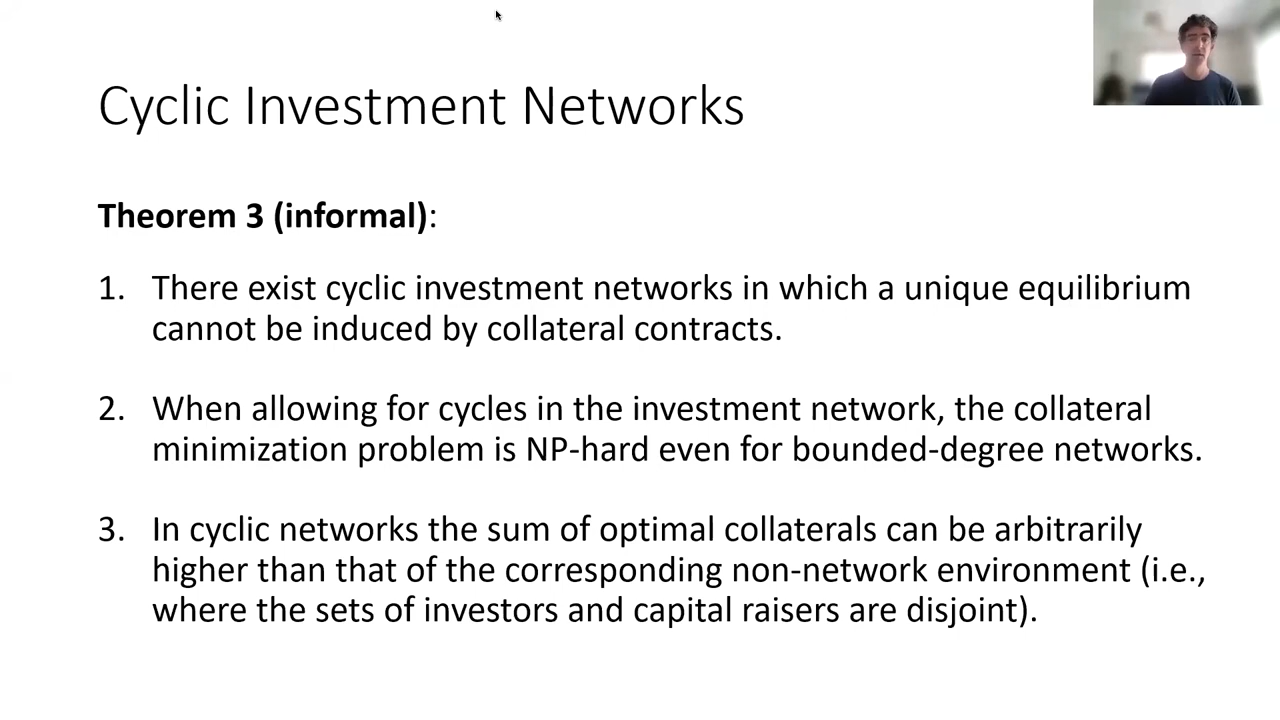 Cyclic Investment Networks
Theorem 3 (informal):
1. There exist cyclic investment networks in which a unique equilibrium
cannot be induced by collateral contracts.
2. When allowing for cycles in the investment network, the collateral
minimization problem is NP-hard even for bounded-degree networks.
3. In cyclic networks the sum of optimal collaterals can be arbitrarily
higher than that of the corresponding non-network environment (i.e.,
where the sets of investors and capital raisers are disjoint).